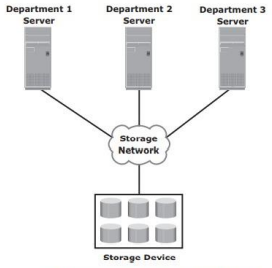 Department 1 Department 2 Department 3
Server Server Server
Storage
Network
Storage Device